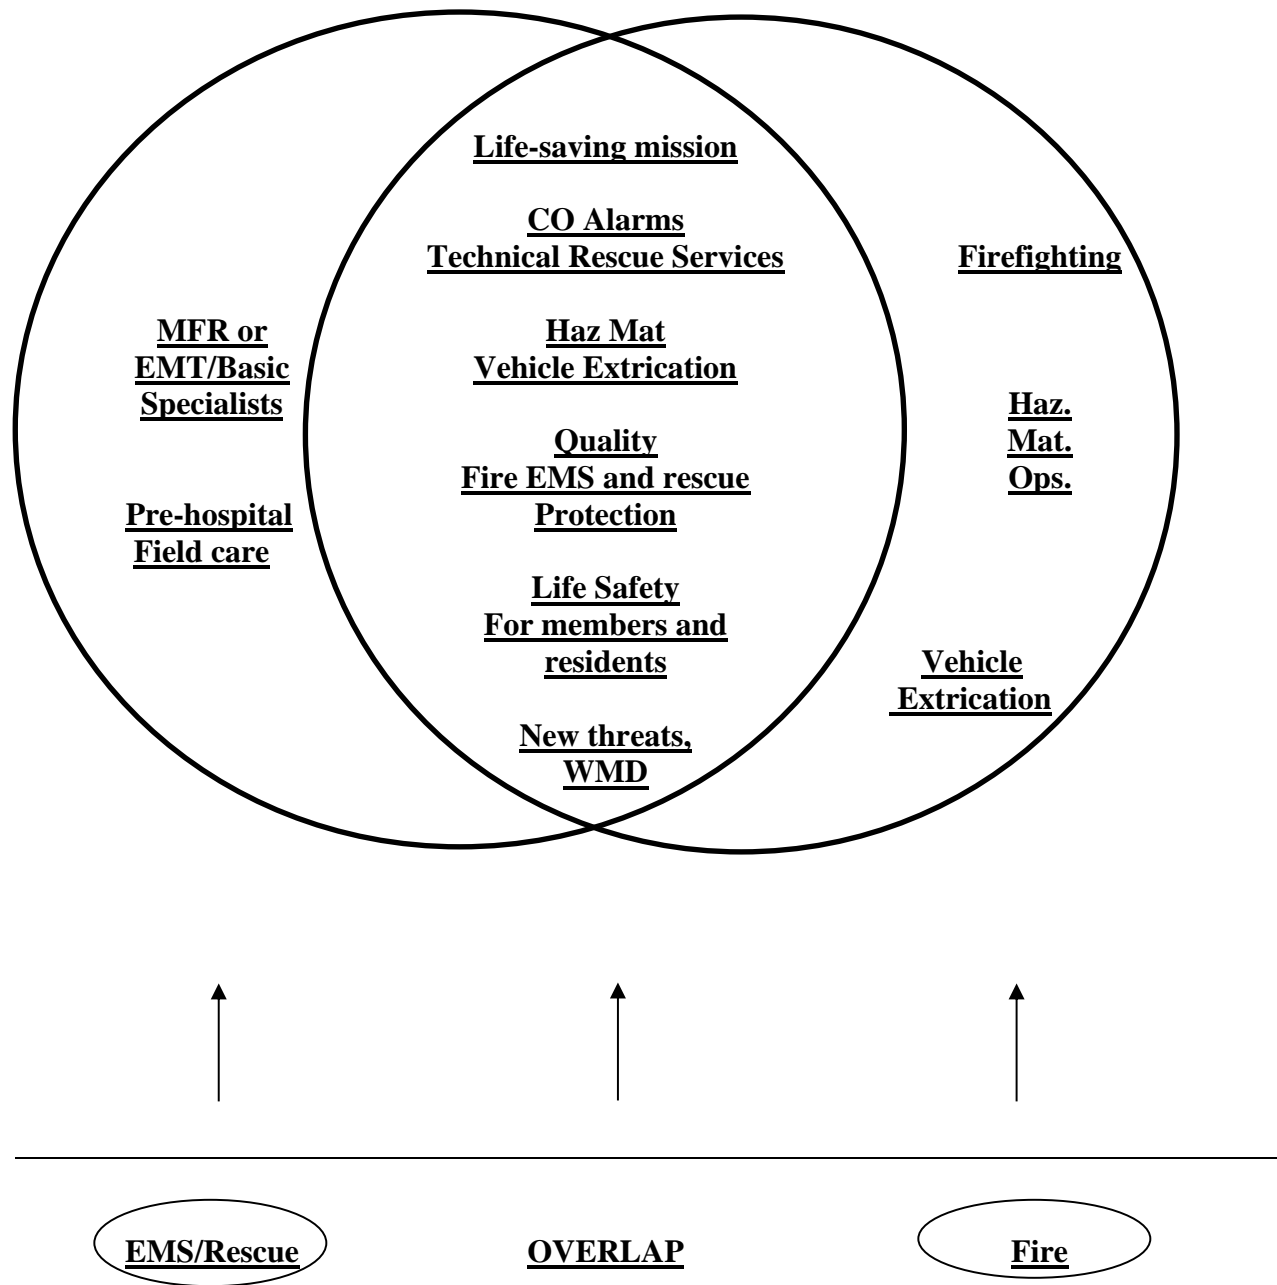 Life-saving mission
CO Alarms
Technical Rescue Services
Firefighting
MFR or
EMT/Basic
Specialists
Haz Mat
Vehicle Extrication
Haz.
Mat.
Ops.
Quality
Fire EMS and rescue
Protection
Pre-hospital
Field care
Life Safety
For members and
residents
Vehicle
Extrication
New threats,
WMD
EMS/Rescue
OVERLAP
Fire